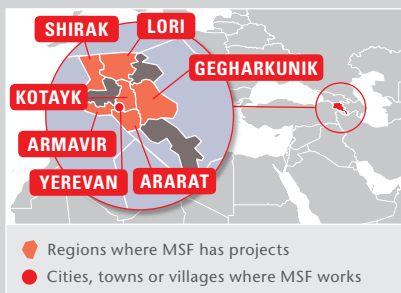 SHIRAK
LORI
GEGHARKUNIK
KOTAYK
ARMAVIR
YEREVAN
ARARAT
Regions where MSF has projects
Cities, towns or villages where MSF works